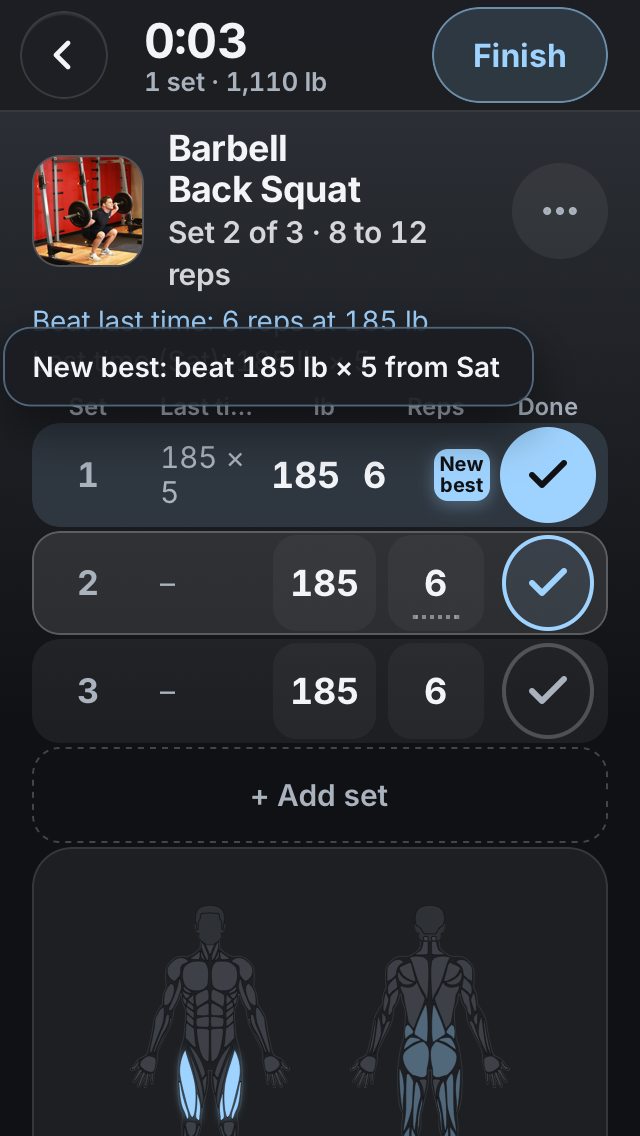 0:03
1 set · 1,110 lb
Finish
Barbell
Back Squat
Set 2 of 3 · 8 to 12
reps
Beat last time: 6 reps at 185 lb
New best: beat 185 lb × 5 from Sat
Set Last ti... lb Reps Done
1 185 × 5 185 6 New best
2 – 185 6
3 – 185 6
+ Add set